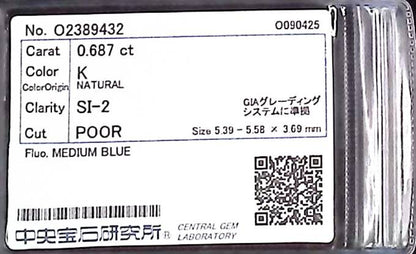 No. O2389432 O090425
Carat 0.687 ct
Color K
ColorOrigin NATURAL
Clarity SI-2
GIAグレーディング
システムに準拠
Cut POOR Size 5.39 - 5.58 × 3.69 mm
Fluo. MEDIUM BLUE
中央宝石研究所® CENTRAL GEM
LABORATORY